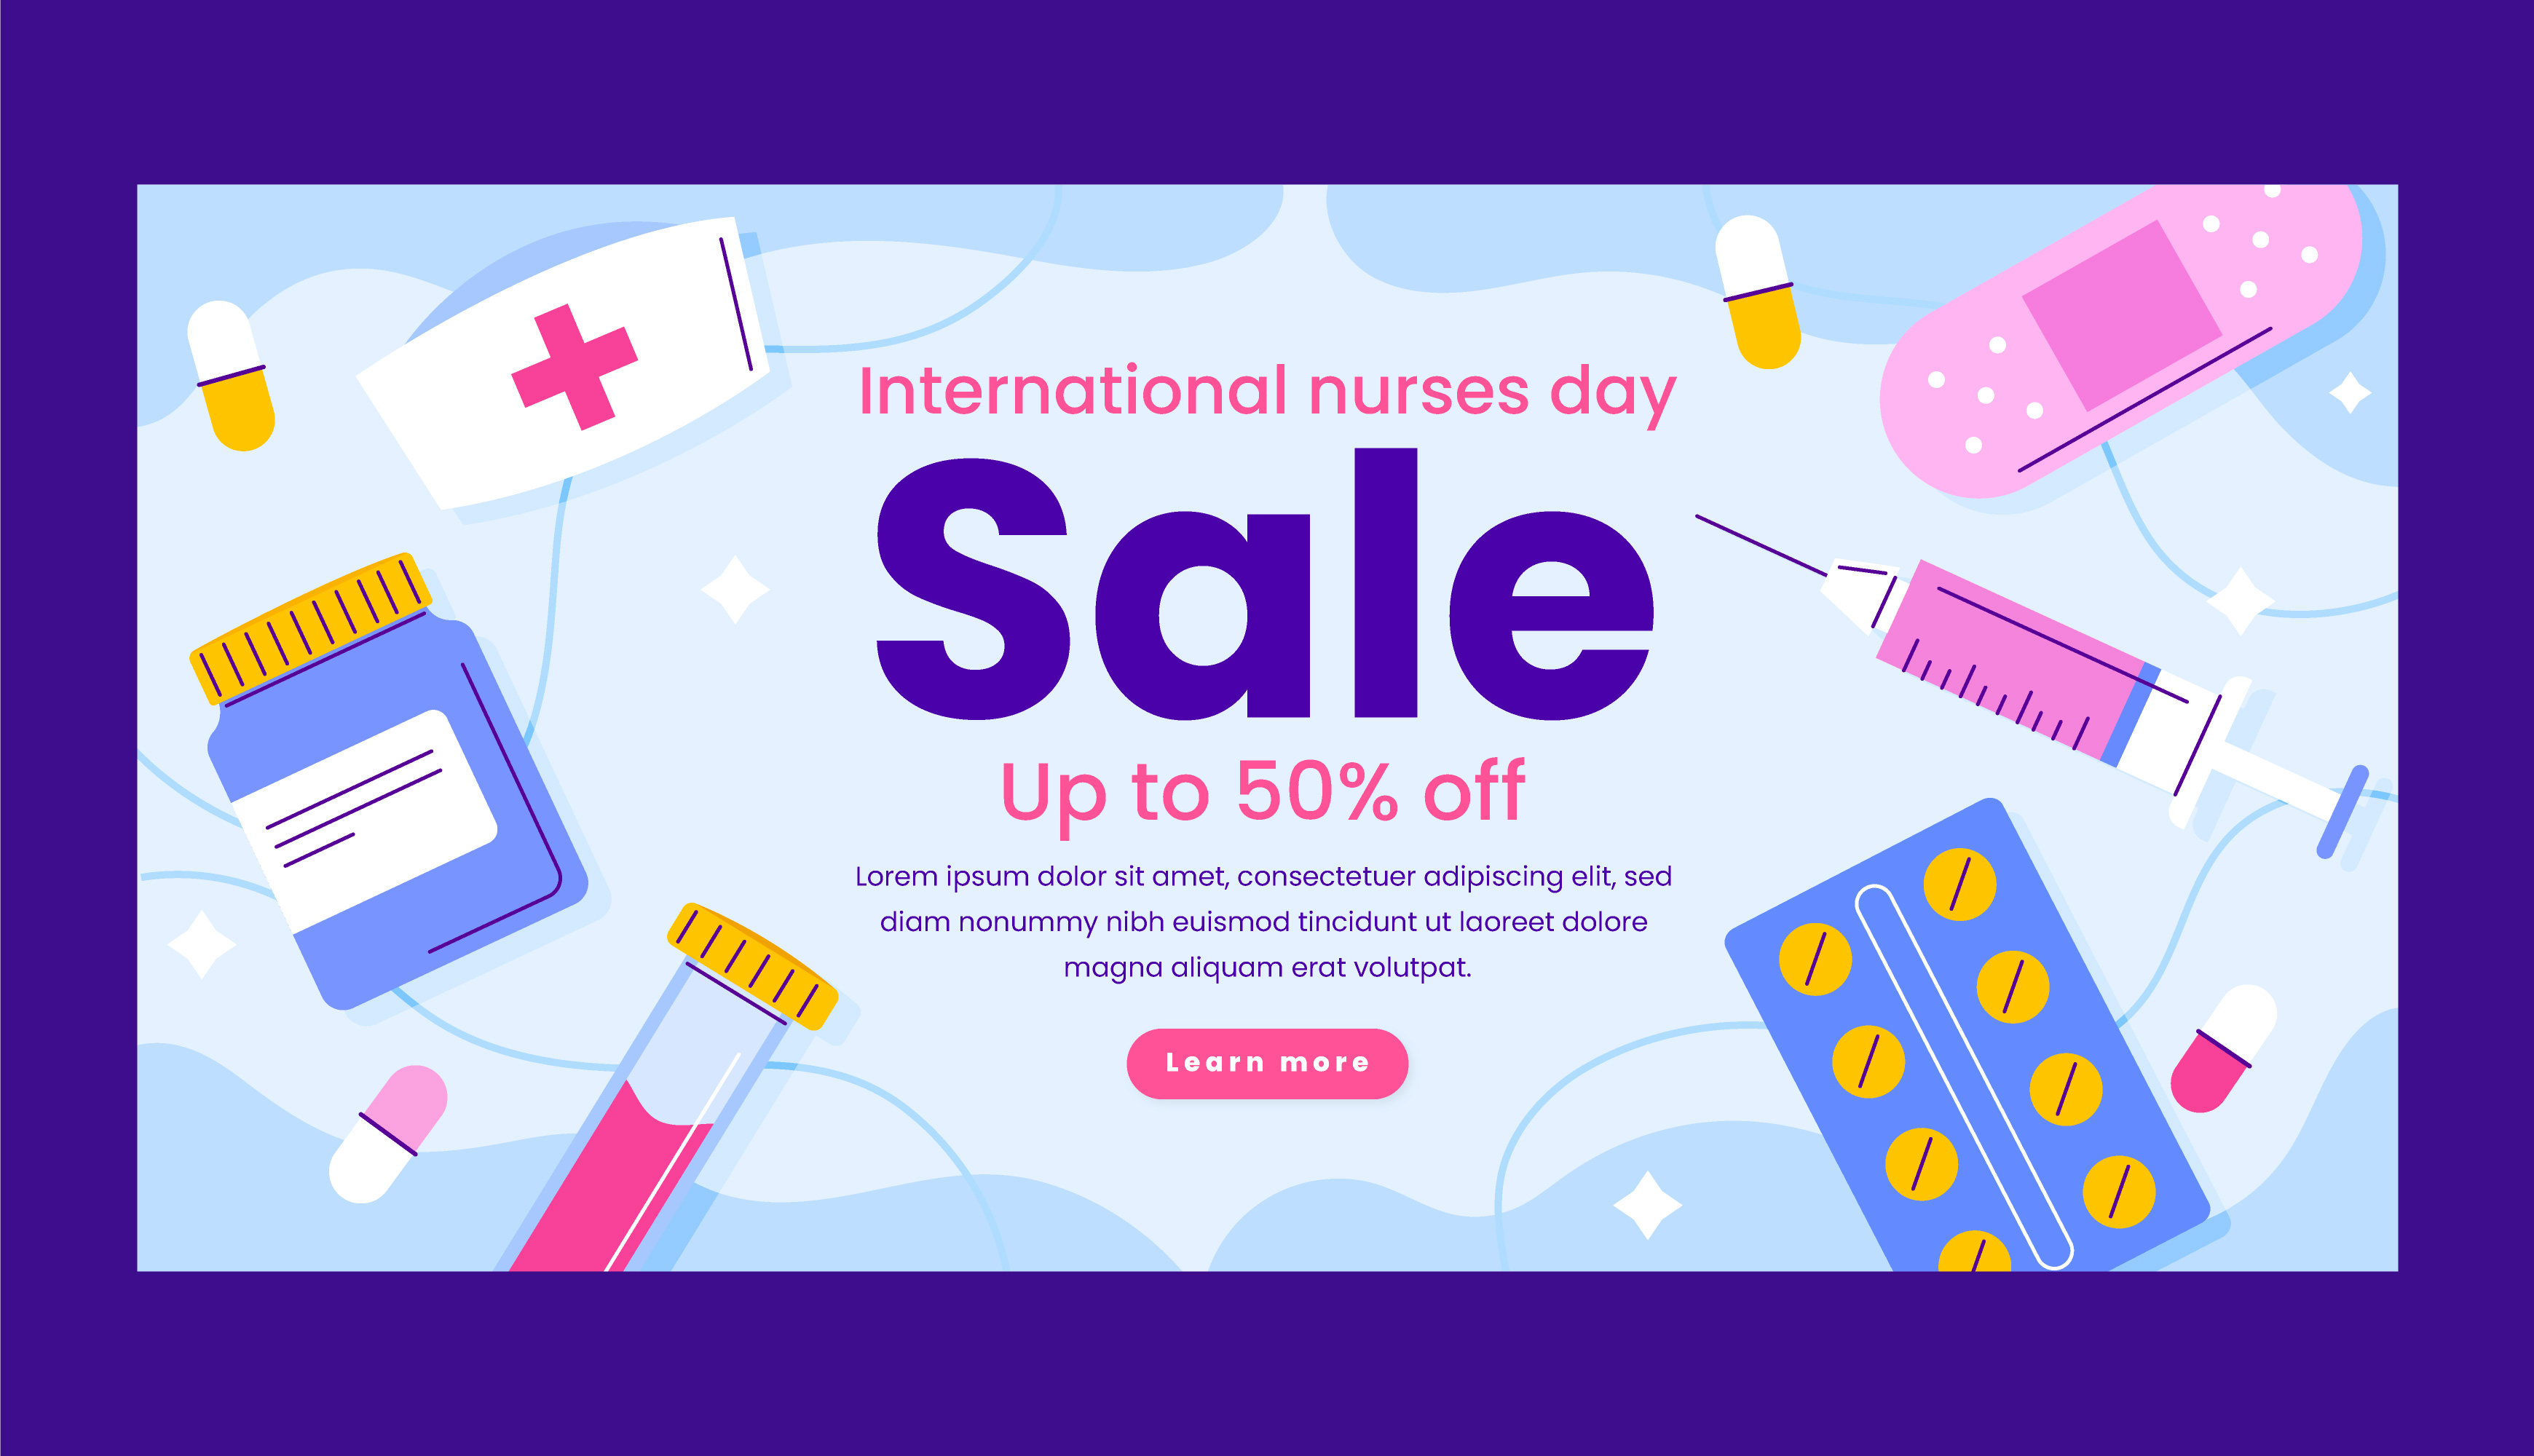 International nurses day
Sale
Up to 50% off
Lorem ipsum dolor sit amet, consectetuer adipiscing elit, sed
diam nonummy nibh euismod tincidunt ut laoreet dolore
magna aliquam erat volutpat.
Learn more